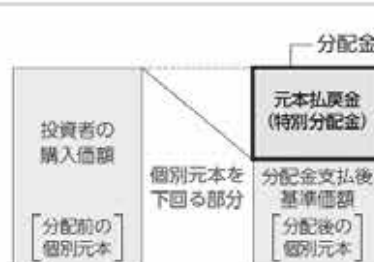 分配金
投資者の
購入価額
分配前の
個別元本
個別元本を
下回る部分
元本払戻金
(特別分配金)
分配金支払後
基準価額
分配後の
個別元本